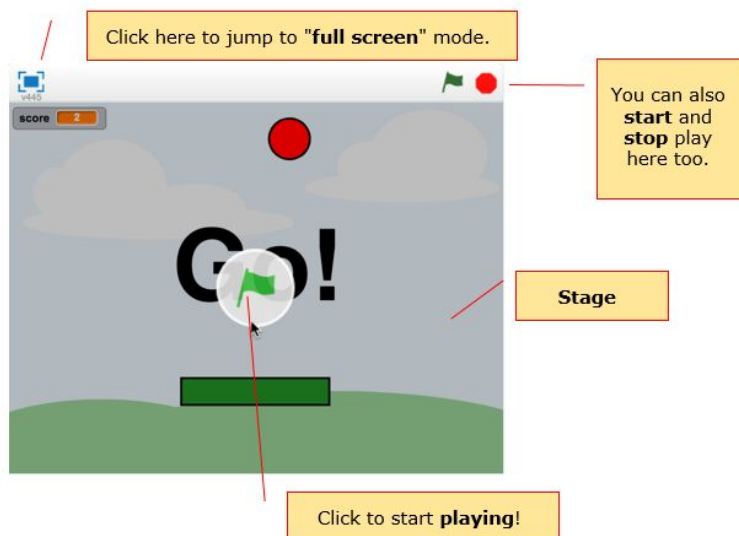 Click here to jump to "full screen" mode.
v445
score 2
You can also
start and
stop play
here too.
Go!
Stage
Click to start playing!